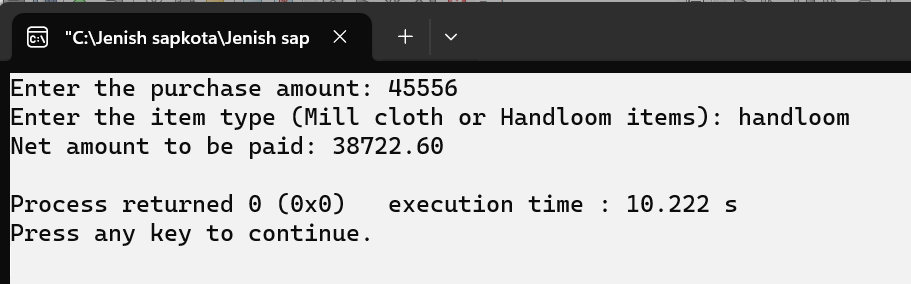 "C:\Jenish sapkota\Jenish sap
Enter the purchase amount: 45556
Enter the item type (Mill cloth or Handloom items): handloom
Net amount to be paid: 38722.60
Process returned 0 (0x0)   execution time : 10.222 s
Press any key to continue.